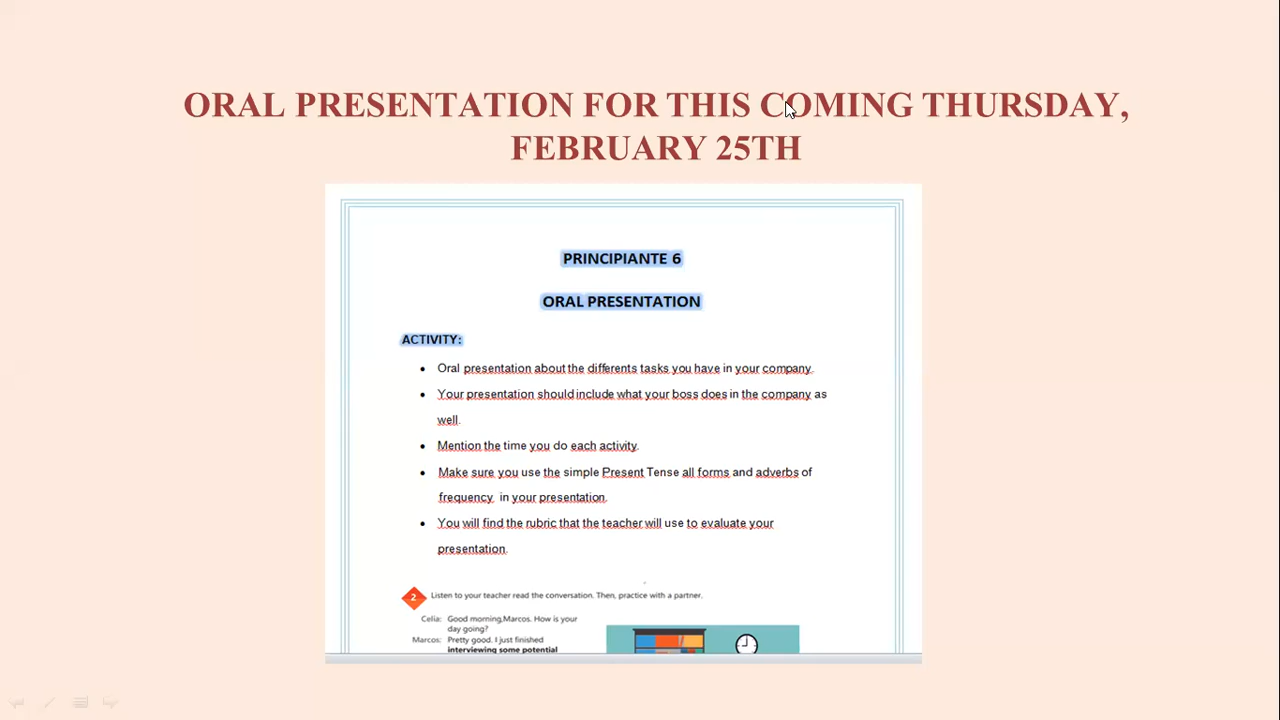 ORAL PRESENTATION FOR THIS COMING THURSDAY,
FEBRUARY 25TH
PRINCIPIANTE 6
ORAL PRESENTATION
ACTIVITY:
• Oral presentation about the differents tasks you have in your company.
• Your presentation should include what your boss does in the company as
well.
• Mention the time you do each activity.
• Make sure you use the simple Present Tense all forms and adverbs of
frequency in your presentation.
• You will find the rubric that the teacher will use to evaluate your
presentation.
2 Listen to your teacher read the conversation. Then, practice with a partner.
Celia: Good morning,Marcos. How is your
day going?
Marcos: Pretty good. I just finished
interviewing some potential